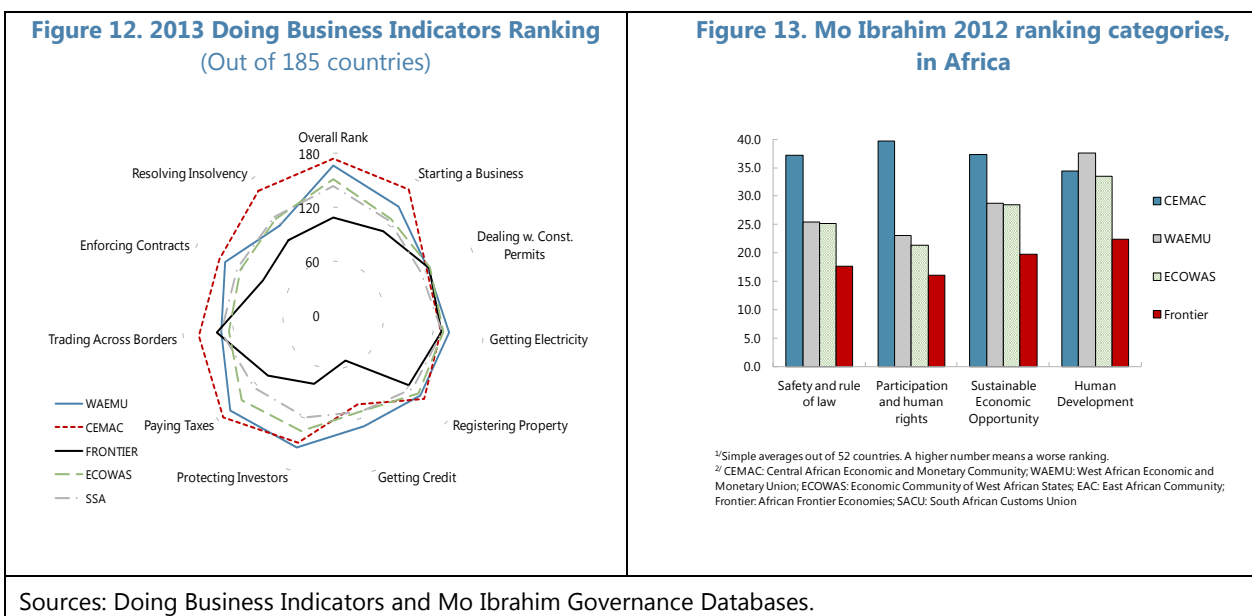 Figure 12. 2013 Doing Business Indicators Ranking
(Out of 185 countries)
Overall Rank
180
Resolving Insolvency
Starting a Business
120
Enforcing Contracts
Dealing w. Const.
Permits
60
0
Trading Across Borders
Getting Electricity
WAEMU
CEMAC
Paying Taxes
Registering Property
FRONTIER
ECOWAS
Protecting Investors
Getting Credit
SSA
Figure 13. Mo Ibrahim 2012 ranking categories,
in Africa
40.0
35.0
30.0
25.0
20.0
15.0
10.0
5.0
0.0
CEMAC
WAEMU
ECOWAS
Frontier
Safety and rule
of law
Participation
and human
rights
Sustainable
Economic
Opportunity
Human
Development
1/Simple averages out of 52 countries. A higher number means a worse ranking.
2/ CEMAC: Central African Economic and Monetary Community; WAEMU: West African Economic and
Monetary Union; ECOWAS: Economic Community of West African States; EAC: East African Community;
Frontier: African Frontier Economies; SACU: South African Customs Union
Sources: Doing Business Indicators and Mo Ibrahim Governance Databases.